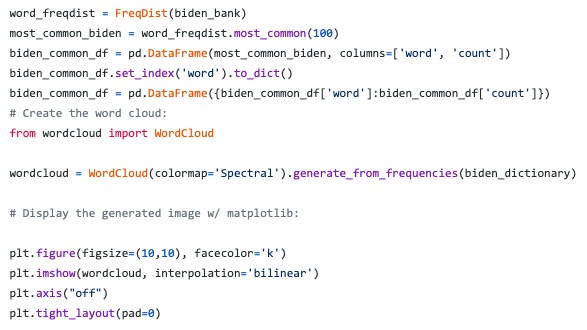 word_freqdist = FreqDist(biden_bank)
most_common_biden = word_freqdist.most_common(100)
biden_common_df = pd.DataFrame(most_common_biden, columns=['word', 'count'])
biden_common_df.set_index('word').to_dict()
biden_common_df = pd.DataFrame({biden_common_df['word']:biden_common_df['count']})
# Create the word cloud:
from wordcloud import WordCloud
wordcloud = WordCloud(colormap='Spectral').generate_from_frequencies(biden_dictionary)
# Display the generated image w/ matplotlib:
plt.figure(figsize=(10,10), facecolor='k')
plt.imshow(wordcloud, interpolation='bilinear')
plt.axis("off")
plt.tight_layout(pad=0)